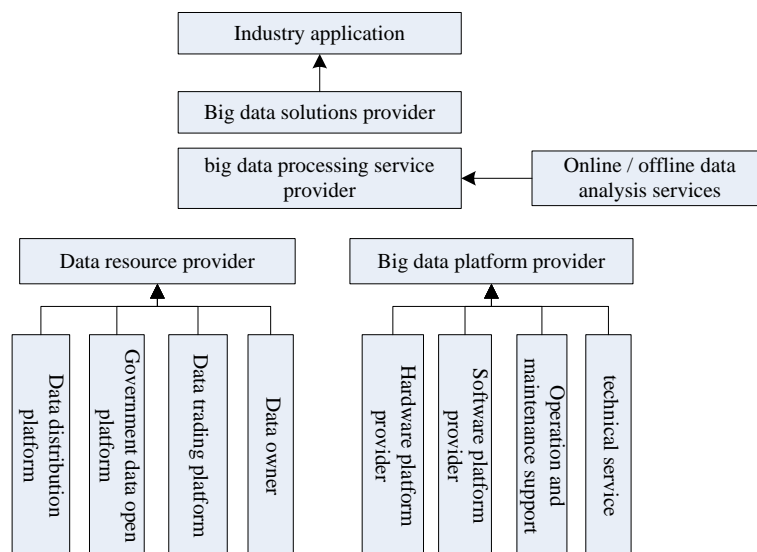 Industry application
Big data solutions provider
big data processing service
provider
Online / offline data
analysis services
Data resource provider
Big data platform provider
Data distribution
platform
Government data open
platform
Data trading platform
Data owner
Hardware platform
provider
Software platform
provider
Operation and
maintenance support
technical service